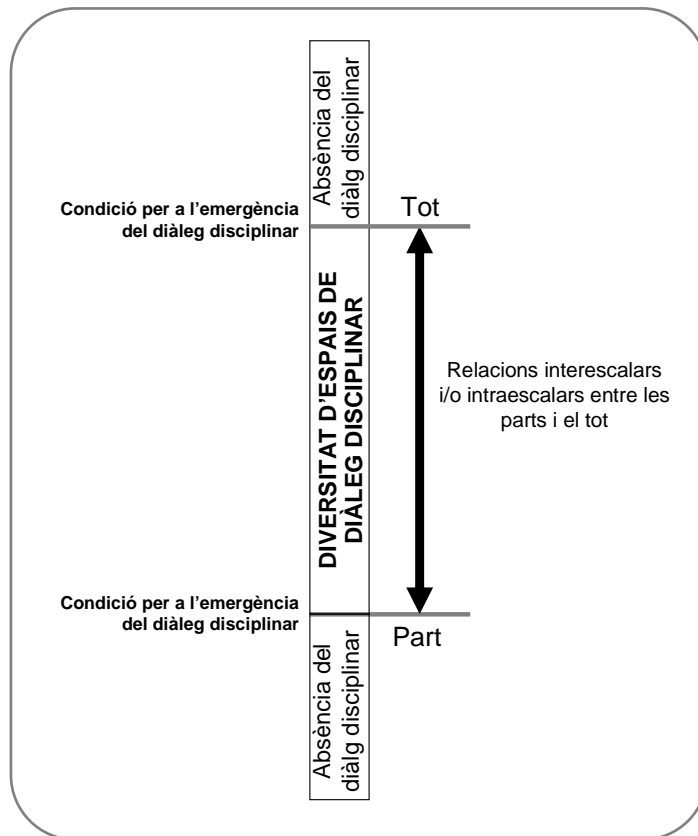 Absència del
diàlg disciplinar
Condició per a l'emergència
del diàleg disciplinar
Tot
DIVERSITAT D'ESPAIS DE
DIÀLEG DISCIPLINAR
Relacions interescalars
i/o intraescalars entre les
parts i el tot
Condició per a l'emergència
del diàleg disciplinar
Part
Absència del
diàlg disciplinar